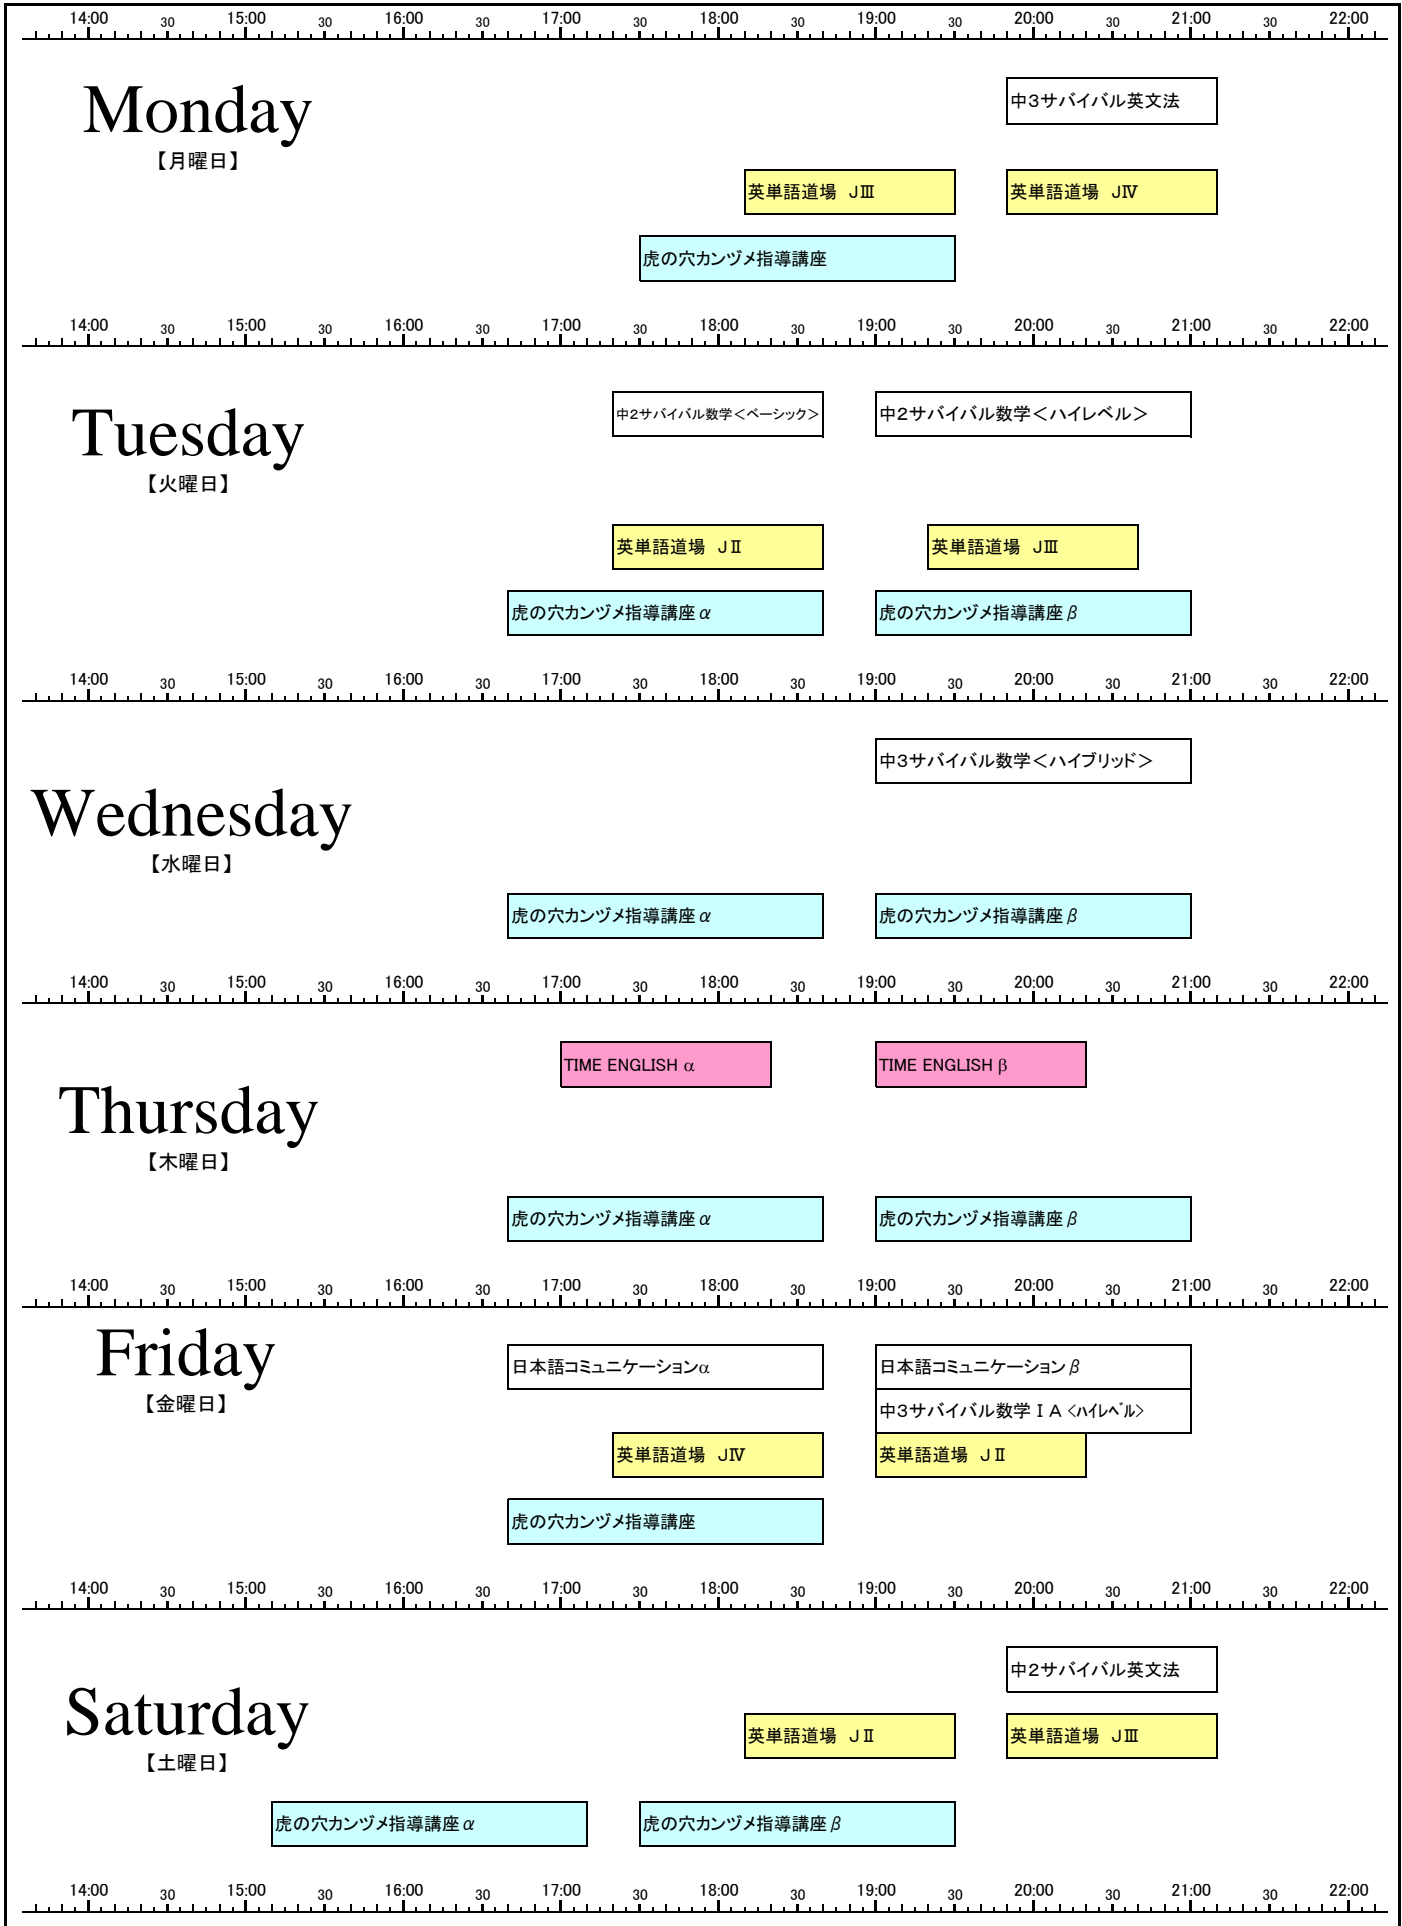 14:00 30 15:00 30 16:00 30 17:00 30 18:00 30 19:00 30 20:00 30 21:00 30 22:00
Monday
【月曜日】
中3サバイバル英文法
英単語道場 JⅢ
英単語道場 JⅣ
虎の穴カンヅメ指導講座
14:00 30 15:00 30 16:00 30 17:00 30 18:00 30 19:00 30 20:00 30 21:00 30 22:00
Tuesday
【火曜日】
中2サバイバル数学＜ベーシック＞
中2サバイバル数学＜ハイレベル＞
英単語道場 JⅡ
英単語道場 JⅢ
虎の穴カンヅメ指導講座α
虎の穴カンヅメ指導講座β
14:00 30 15:00 30 16:00 30 17:00 30 18:00 30 19:00 30 20:00 30 21:00 30 22:00
Wednesday
【水曜日】
中3サバイバル数学＜ハイブリッド＞
虎の穴カンヅメ指導講座α
虎の穴カンヅメ指導講座β
14:00 30 15:00 30 16:00 30 17:00 30 18:00 30 19:00 30 20:00 30 21:00 30 22:00
Thursday
【木曜日】
TIME ENGLISH α
TIME ENGLISH β
虎の穴カンヅメ指導講座α
虎の穴カンヅメ指導講座β
14:00 30 15:00 30 16:00 30 17:00 30 18:00 30 19:00 30 20:00 30 21:00 30 22:00
Friday
【金曜日】
日本語コミュニケーションα
日本語コミュニケーションβ
中3サバイバル数学ⅠA <ﾊｲﾚﾍﾞﾙ>
英単語道場 JⅣ
英単語道場 JⅡ
虎の穴カンヅメ指導講座
14:00 30 15:00 30 16:00 30 17:00 30 18:00 30 19:00 30 20:00 30 21:00 30 22:00
Saturday
【土曜日】
中2サバイバル英文法
英単語道場 JⅡ
英単語道場 JⅢ
虎の穴カンヅメ指導講座α
虎の穴カンヅメ指導講座β
14:00 30 15:00 30 16:00 30 17:00 30 18:00 30 19:00 30 20:00 30 21:00 30 22:00